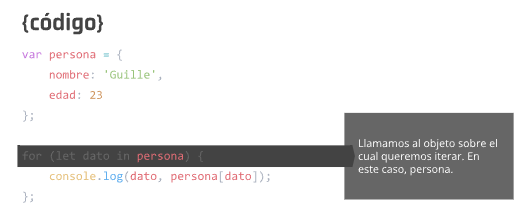 {código}
var persona = {
nombre: 'Guille',
edad: 23
};
for (let dato in persona) {
console.log(dato, persona[dato]);
};
Llamamos al objeto sobre el
cual queremos iterar. En
este caso, persona.